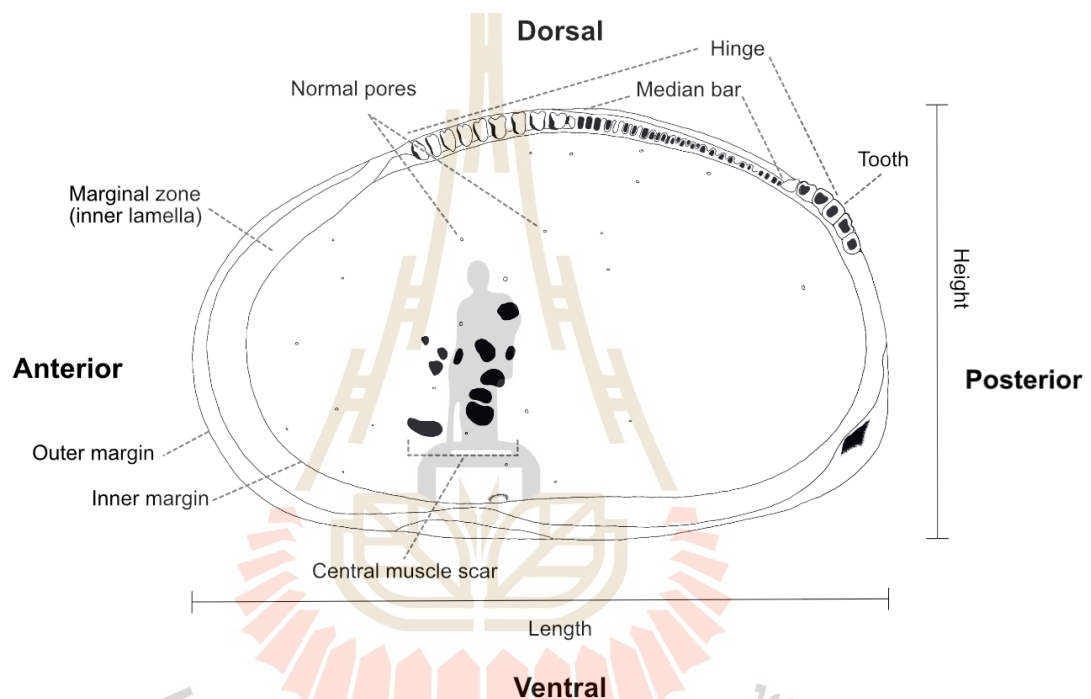 Dorsal
Hinge
Normal pores
Median bar
Tooth
Marginal zone
(inner lamella)
Height
Anterior
Posterior
Outer margin
Inner margin
Central muscle scar
Length
Ventral